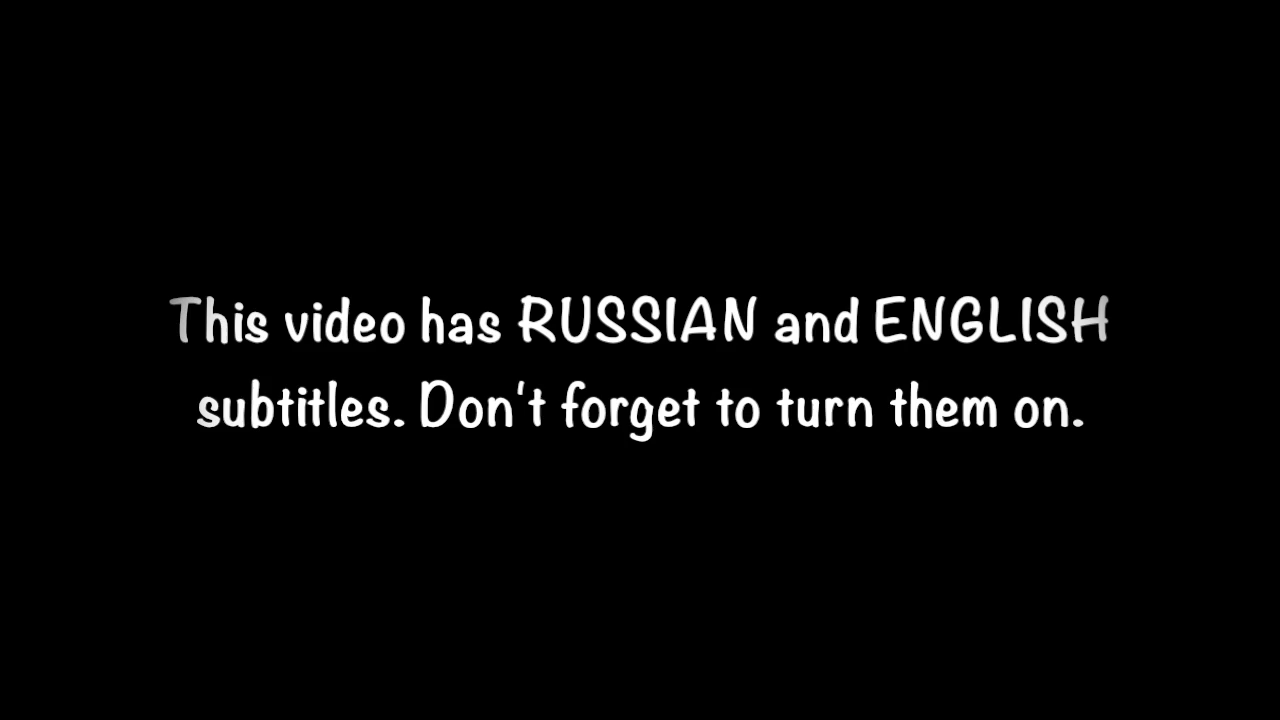 This video has RUSSIAN and ENGLISH
subtitles. Don't forget to turn them on.